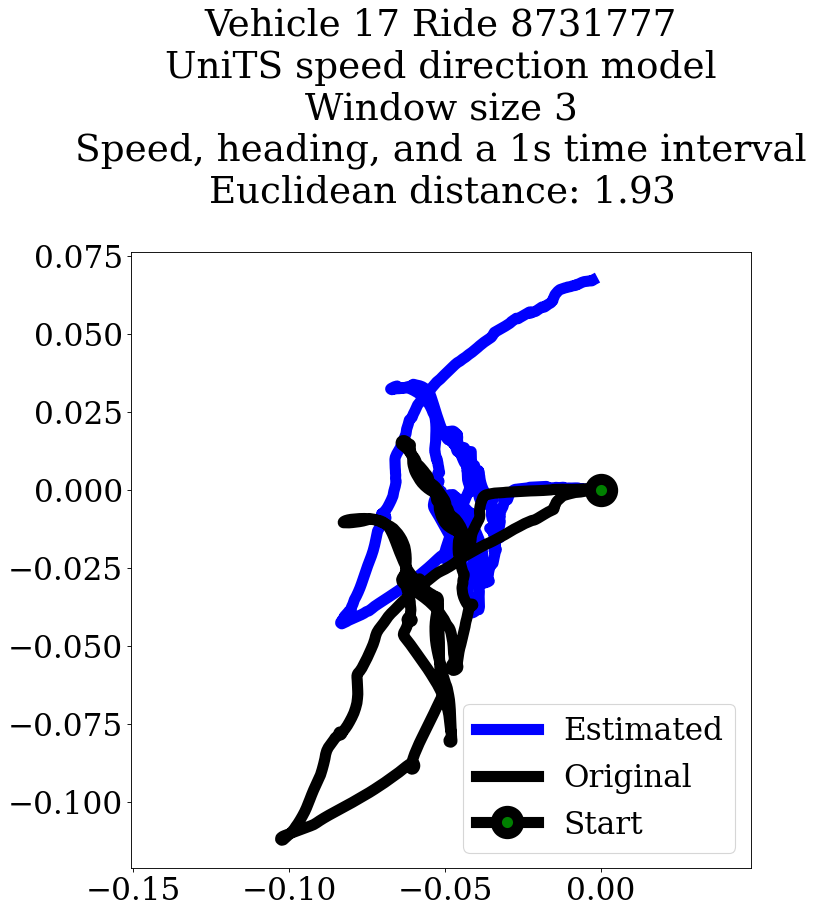 Vehicle 17 Ride 8731777
UniTS speed direction model
Window size 3
Speed, heading, and a 1s time interval
Euclidean distance: 1.93
0.075
0.050
0.025
0.000
−0.025
−0.050
−0.075
−0.100
Estimated
Original
Start
−0.15
−0.10
−0.05
0.00